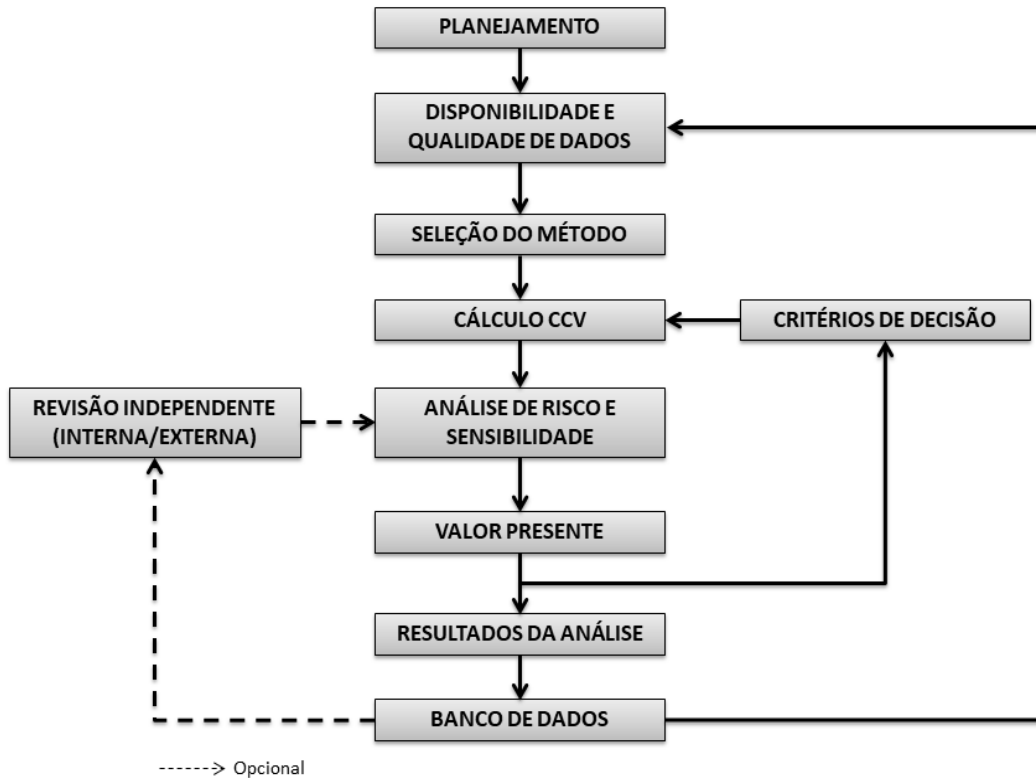 PLANEJAMENTO
DISPONIBILIDADE E
QUALIDADE DE DADOS
SELEÇÃO DO MÉTODO
CÁLCULO CCV
CRITÉRIOS DE DECISÃO
REVISÃO INDEPENDENTE
(INTERNA/EXTERNA)
ANÁLISE DE RISCO E
SENSIBILIDADE
VALOR PRESENTE
RESULTADOS DA ANÁLISE
BANCO DE DADOS
Opcional